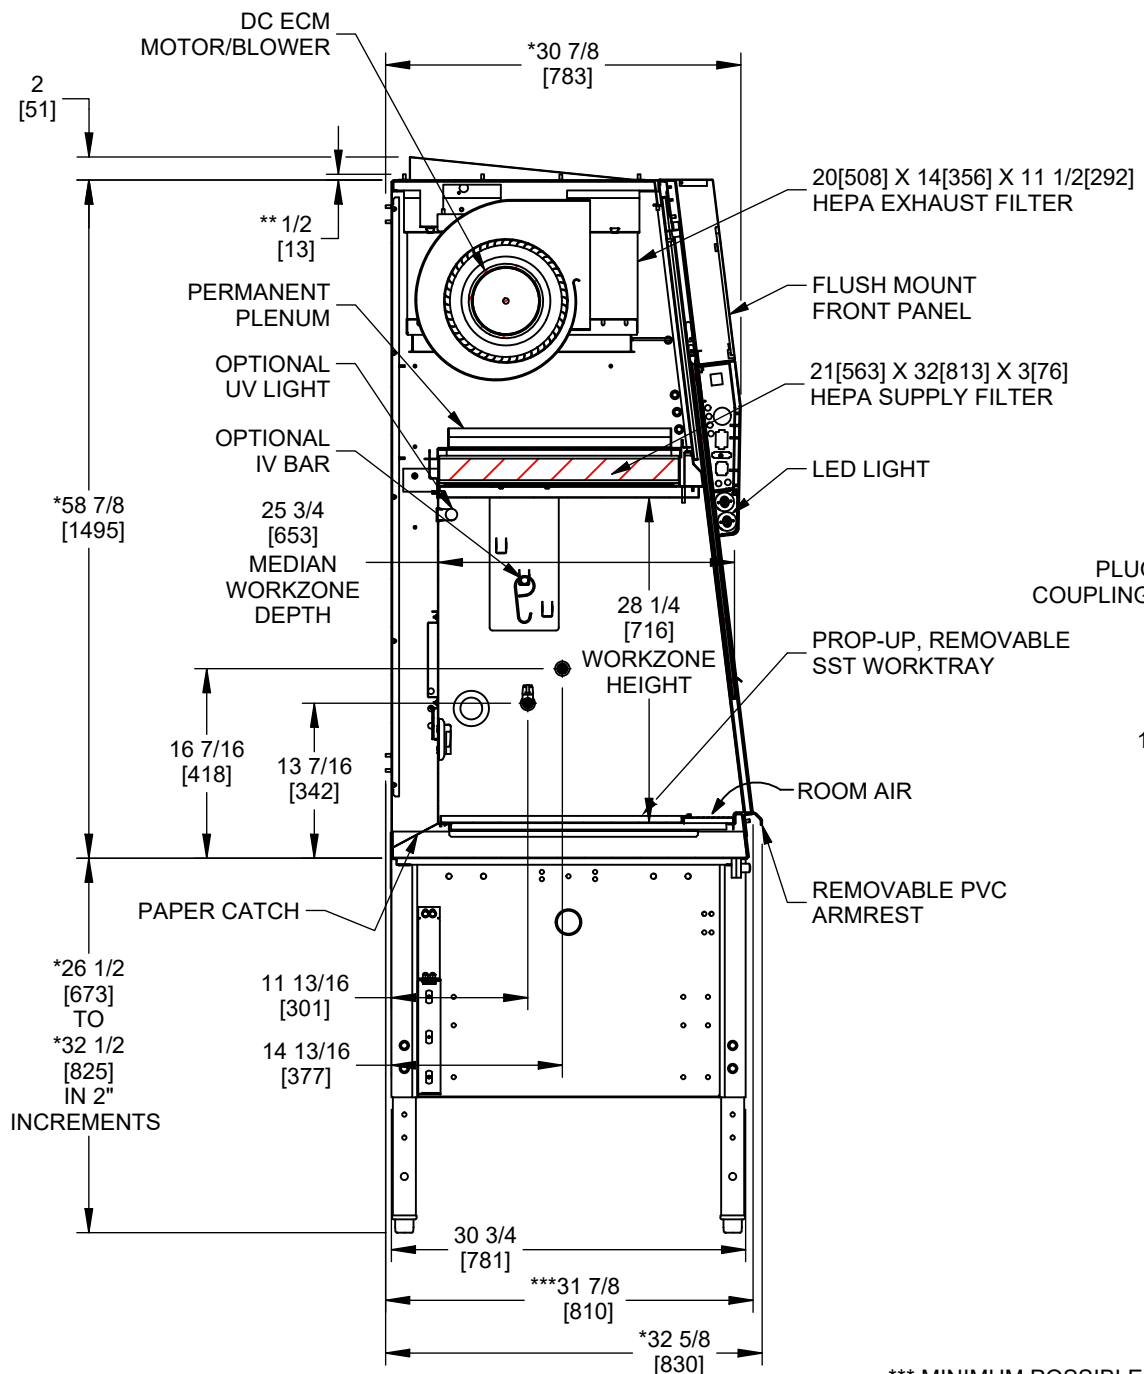 DC ECM
MOTOR/BLOWER
*30 7/8
[783]
2
[51]
20[508] X 14[356] X 11 1/2[292]
HEPA EXHAUST FILTER
** 1/2
[13]
PERMANENT
PLENUM
FLUSH MOUNT
FRONT PANEL
OPTIONAL
UV LIGHT
21[563] X 32[813] X 3[76]
HEPA SUPPLY FILTER
OPTIONAL
IV BAR
LED LIGHT
*58 7/8
[1495]
25 3/4
[653]
MEDIAN
WORKZONE
DEPTH
PLUG
COUPLING
28 1/4
[716]
WORKZONE
HEIGHT
PROP-UP, REMOVABLE
SST WORKTRAY
16 7/16
[418]
13 7/16
[342]
1
ROOM AIR
PAPER CATCH
REMOVABLE PVC
ARMREST
*26 1/2
[673]
TO
*32 1/2
[825]
IN 2"
INCREMENTS
11 13/16
[301]
14 13/16
[377]
30 3/4
[781]
***31 7/8
[810]
*32 5/8
[830]
*** MINIMUM POSSIBLE